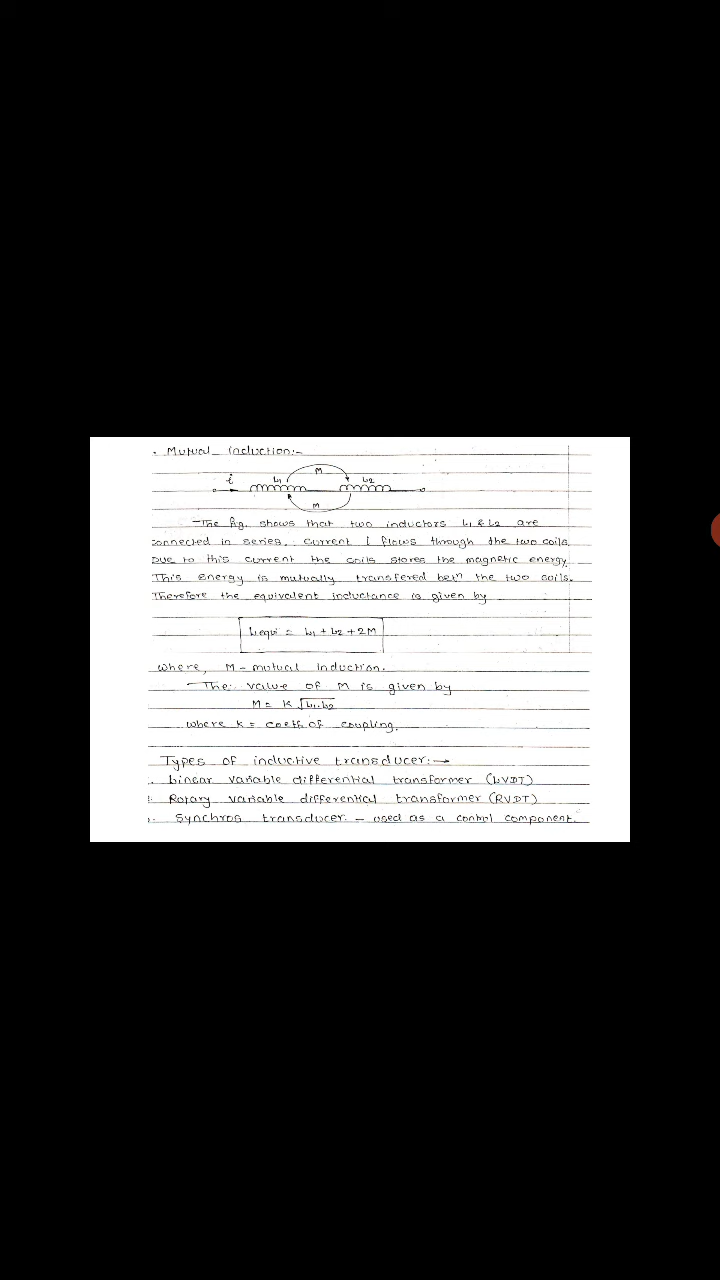 . Mutual induction:-
i L1 M L2
M
- The fig. shows that two inductors L1 & L2 are
connected in series. Current i flows through the two coils.
Due to this current the coils stores the magnetic energy.
This energy is mutually transfered betn the two coils.
Therefore the equivalent inductance is given by
Lequi = L1 + L2 + 2M
where, M - mutual induction.
- The value of M is given by
M = K √L1.L2
where K = coeff of coupling.
Types of inductive transducer:→
. Linear variable differential transformer (LVDT)
. Rotary variable differential transformer (RVDT)
. Synchros transducer - used as a control component.